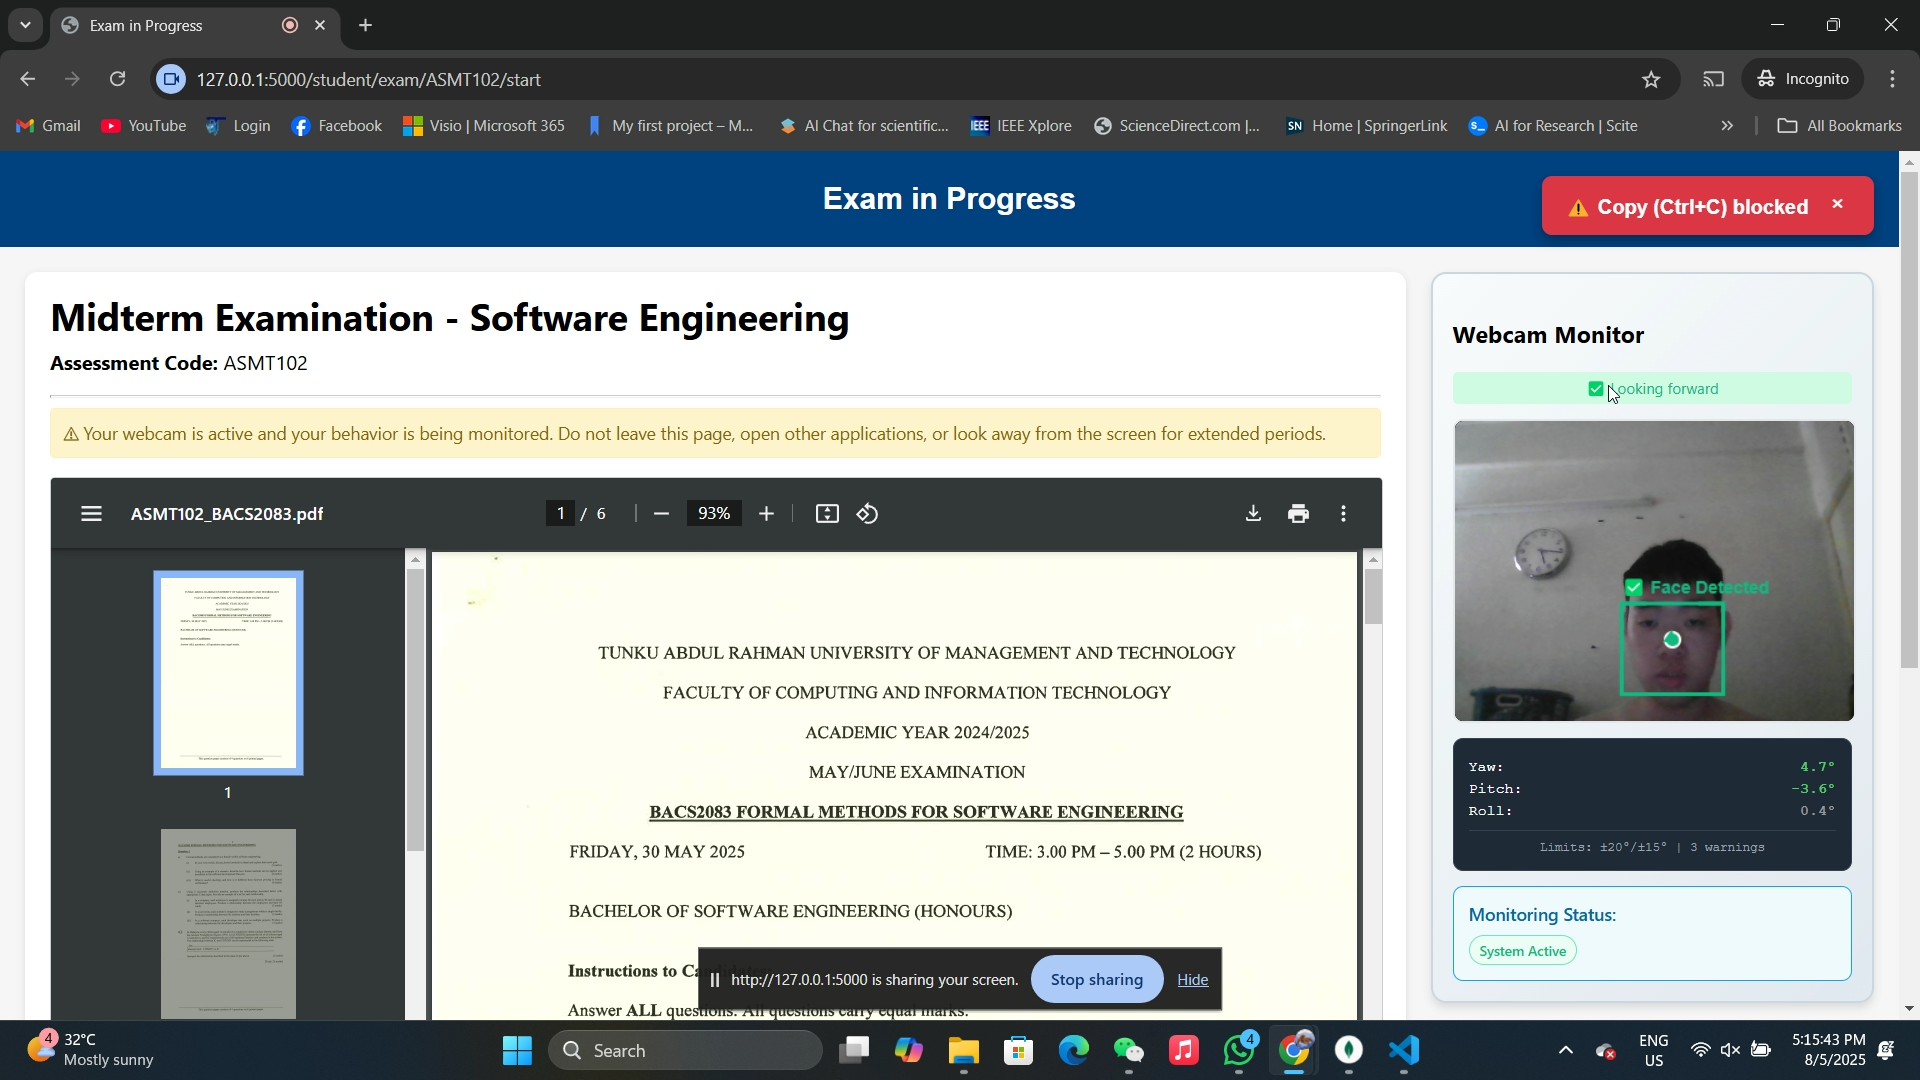 Exam in Progress
127.0.0.1:5000/student/exam/ASMT102/start
Incognito
Gmail
YouTube
Login
Facebook
Visio | Microsoft 365
My first project – M...
AI Chat for scientific...
IEEE Xplore
ScienceDirect.com |...
Home | SpringerLink
AI for Research | Scite
All Bookmarks
Exam in Progress
⚠ Copy (Ctrl+C) blocked ×
Midterm Examination - Software Engineering
Assessment Code: ASMT102
⚠ Your webcam is active and your behavior is being monitored. Do not leave this page, open other applications, or look away from the screen for extended periods.
ASMT102_BACS2083.pdf
1 / 6
93%
1
TUNKU ABDUL RAHMAN UNIVERSITY OF MANAGEMENT AND TECHNOLOGY
FACULTY OF COMPUTING AND INFORMATION TECHNOLOGY
ACADEMIC YEAR 2024/2025
MAY/JUNE EXAMINATION
BACS2083 FORMAL METHODS FOR SOFTWARE ENGINEERING
FRIDAY, 30 MAY 2025
TIME: 3.00 PM – 5.00 PM (2 HOURS)
BACHELOR OF SOFTWARE ENGINEERING (HONOURS)
Instructions to
Answer ALL questions. All questions carry equal marks.
http://127.0.0.1:5000 is sharing your screen.
Stop sharing
Hide
Webcam Monitor
Looking forward
Face Detected
Yaw: 4.7°
Pitch: -3.6°
Roll: 0.4°
Limits: ±20°/±15° | 3 warnings
Monitoring Status:
System Active
4
32°C
Mostly sunny
Search
4
ENG
US
5:15:43 PM
8/5/2025